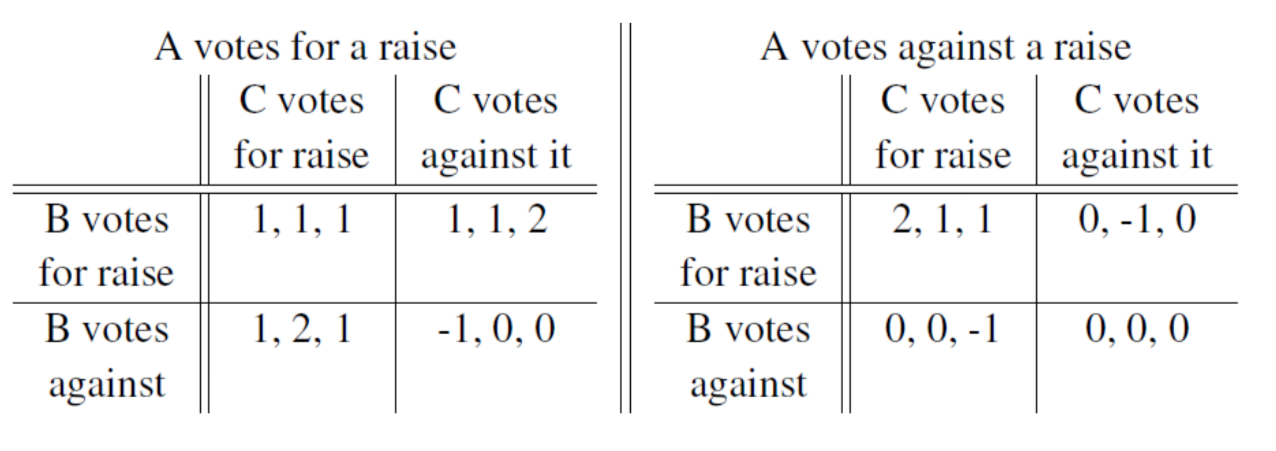 A votes for a raise
C votes C votes
for raise against it
B votes 1, 1, 1 1, 1, 2
for raise
B votes 1, 2, 1 -1, 0, 0
against
A votes against a raise
C votes C votes
for raise against it
B votes 2, 1, 1 0, -1, 0
for raise
B votes 0, 0, -1 0, 0, 0
against